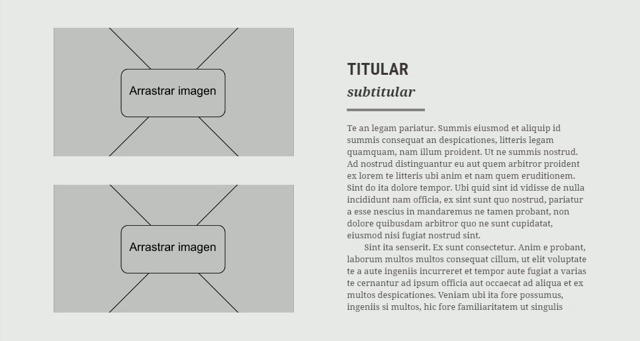 Arrastrar imagen
Arrastrar imagen
TITULAR
subtitular
Te an legam pariatur. Summis eiusmod et aliquip id
summis consequat an despicationes, litteris legam
quamquam, nam illum proident. Ut ne summis nostrud.
Ad nostrud distinguantur eu aut quem arbitror proident
ex lorem te litteris ubi anim et nam quem eruditionem.
Sint do ita dolore tempor. Ubi quid sint id vidisse de nulla
incididunt nam officia, ex sint sunt quo nostrud, pariatur
a esse nescius in mandaremus ne tamen probant, non
dolore quibusdam arbitror quo ne sunt cupidatat,
eiusmod nisi fugiat nostrud sint.
Sint ita senserit. Ex sunt consectetur. Anim e probant,
laborum multos multos consequat cillum, ut elit voluptate
te a aute ingeniis incurreret et tempor aute fugiat a varias
te cernantur ad ipsum officia aut occaecat ad aliqua et ex
multos despicationes. Veniam ubi ita fore possumus,
ingeniis si multos, hic fore familiaritatem ut singulis